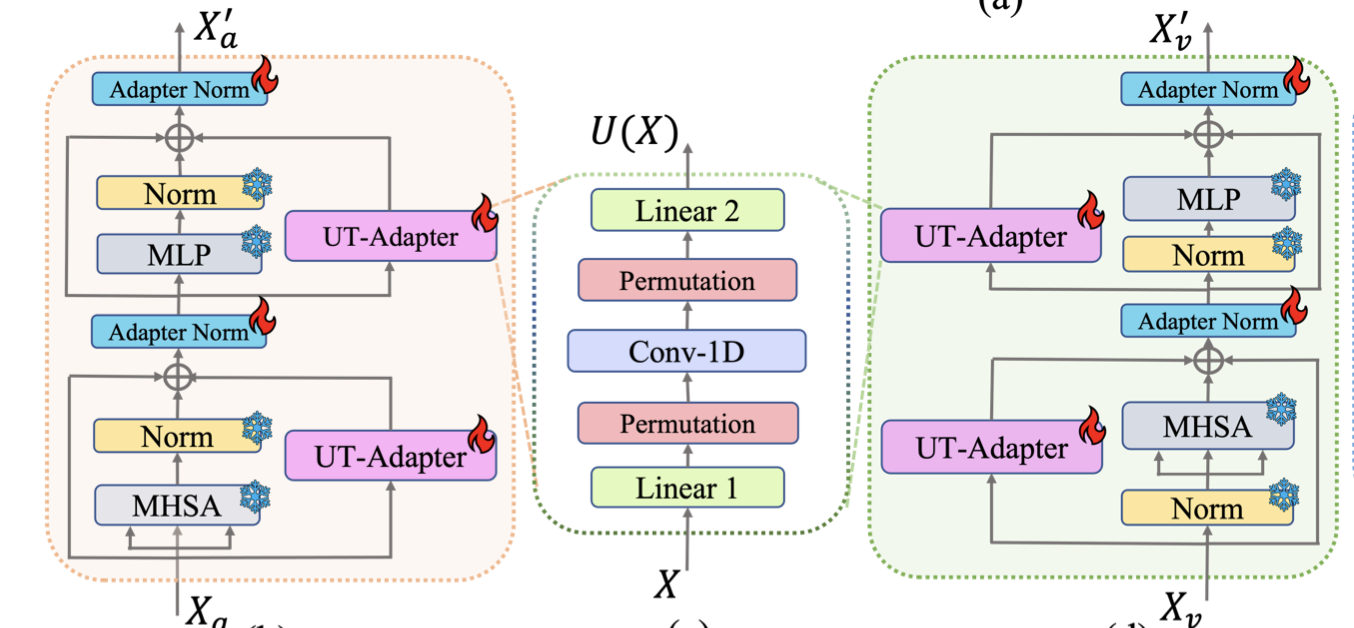 (a)
X′ₐ
Adapter Norm
Norm
MLP
UT-Adapter
Adapter Norm
Norm
MHSA
UT-Adapter
Xₐ
U(X)
Linear 2
Permutation
Conv-1D
Permutation
Linear 1
X
X′ᵥ
Adapter Norm
MLP
Norm
UT-Adapter
Adapter Norm
MHSA
Norm
UT-Adapter
Xᵥ